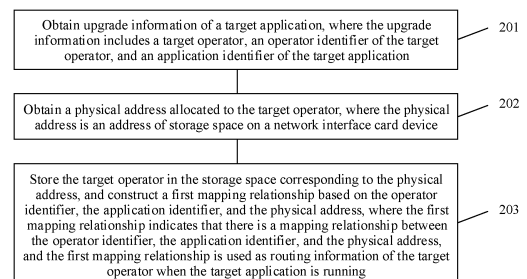 Obtain upgrade information of a target application, where the upgrade
information includes a target operator, an operator identifier of the target
operator, and an application identifier of the target application
201
Obtain a physical address allocated to the target operator, where the physical
address is an address of storage space on a network interface card device
202
Store the target operator in the storage space corresponding to the physical
address, and construct a first mapping relationship based on the operator
identifier, the application identifier, and the physical address, where the first
mapping relationship indicates that there is a mapping relationship between
the operator identifier, the application identifier, and the physical address,
and the first mapping relationship is used as routing information of the target
operator when the target application is running
203